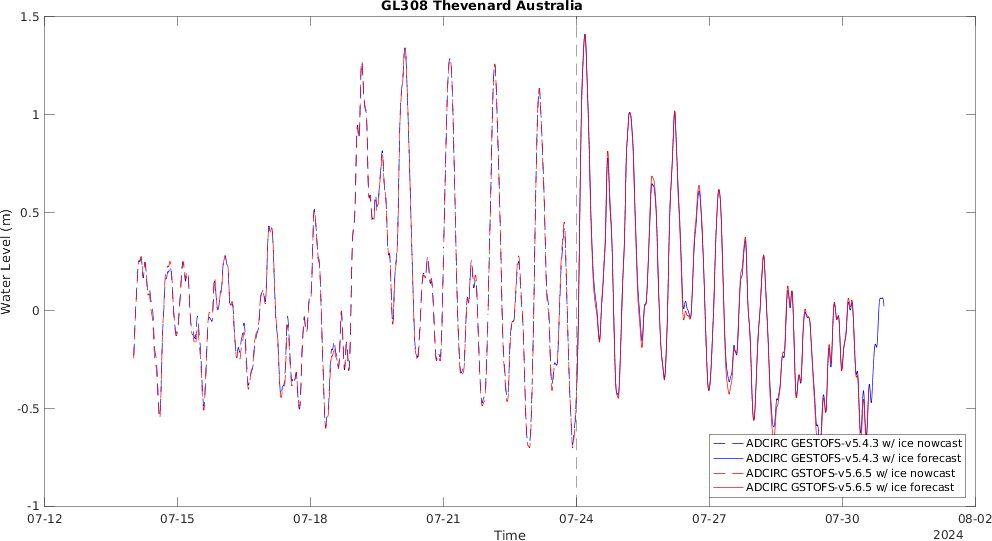 GL308 Thevenard Australia
1.5
1
0.5
0
-0.5
-1
Water Level (m)
07-12
07-15
07-18
07-21
07-24
07-27
07-30
08-02
Time
2024
ADCIRC GESTOFS-v5.4.3 w/ ice nowcast
ADCIRC GESTOFS-v5.4.3 w/ ice forecast
ADCIRC GSTOFS-v5.6.5 w/ ice nowcast
ADCIRC GSTOFS-v5.6.5 w/ ice forecast